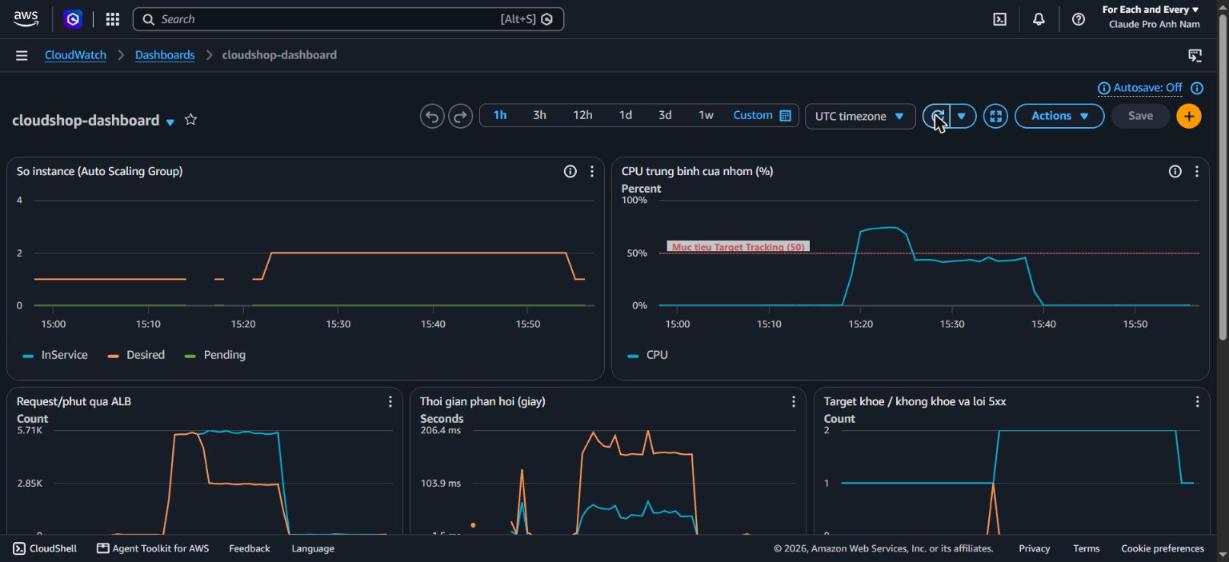 aws
Search [Alt+S]
For Each and Every
Claude Pro Anh Nam
CloudWatch Dashboards cloudshop-dashboard
Autosave: Off
cloudshop-dashboard
1h 3h 12h 1d 3d 1w Custom UTC timezone Actions Save
So instance (Auto Scaling Group)
4
2
0
15:00 15:10 15:20 15:30 15:40 15:50
InService Desired Pending
CPU trung binh cua nhom (%)
Percent
100%
Muc tieu Target Tracking (50)
50%
0%
15:00 15:10 15:20 15:30 15:40 15:50
CPU
Request/phut qua ALB
Count
5.71K
2.85K
Thoi gian phan hoi (giay)
Seconds
206.4 ms
103.9 ms
Target khoe / khong khoe va loi 5xx
Count
2
1
CloudShell Agent Toolkit for AWS Feedback Language © 2026, Amazon Web Services, Inc. or its affiliates. Privacy Terms Cookie preferences